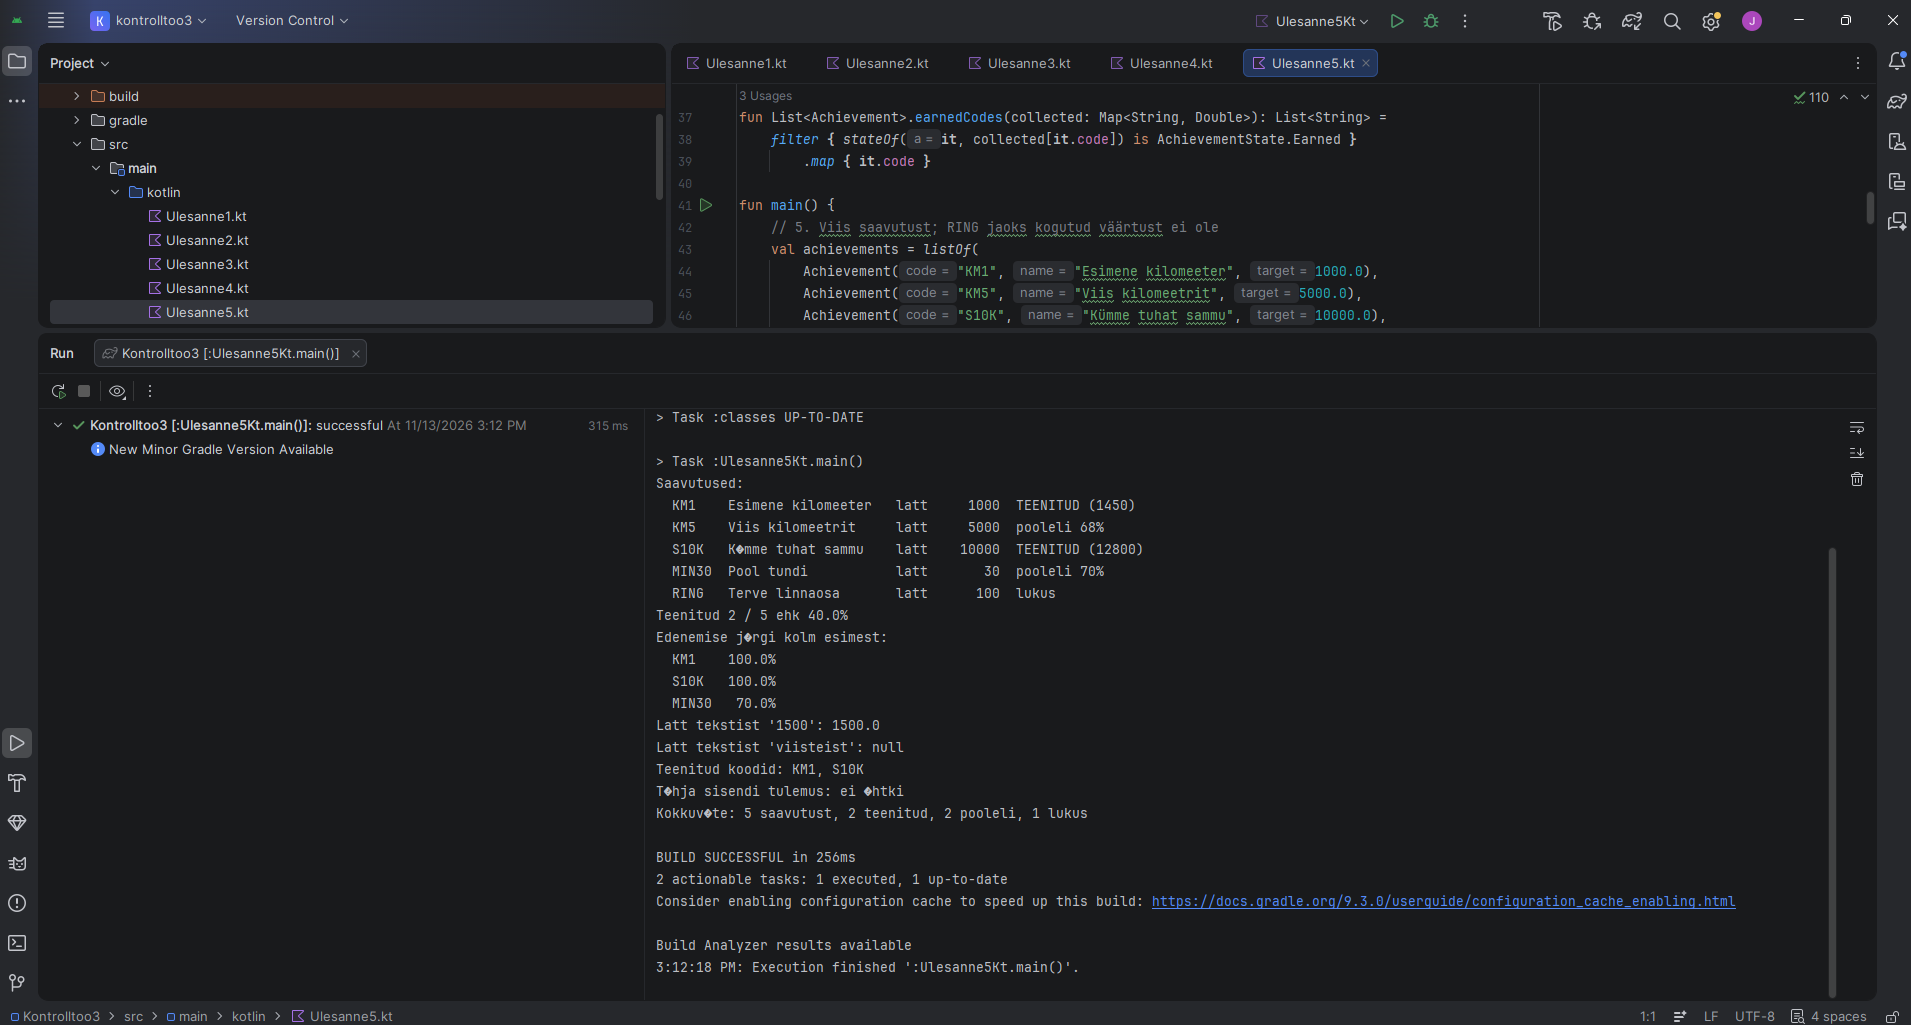 K kontrolltoo3 Version Control Ulesanne5Kt J
Project
build
gradle
src
main
kotlin
Ulesanne1.kt
Ulesanne2.kt
Ulesanne3.kt
Ulesanne4.kt
Ulesanne5.kt
Ulesanne1.kt Ulesanne2.kt Ulesanne3.kt Ulesanne4.kt Ulesanne5.kt
3 Usages
110
37 fun List<Achievement>.earnedCodes(collected: Map<String, Double>): List<String> =
38 filter { stateOf( a = it, collected[it.code]) is AchievementState.Earned }
39 .map { it.code }
40
41 fun main() {
42 // 5. Viis saavutust; RING jaoks kogutud väärtust ei ole
43 val achievements = listOf(
44 Achievement( code = "KM1", name = "Esimene kilomeeter", target = 1000.0),
45 Achievement( code = "KM5", name = "Viis kilomeetrit", target = 5000.0),
46 Achievement( code = "S10K", name = "Kümme tuhat sammu", target = 10000.0),
Run Kontrolltoo3 [:Ulesanne5Kt.main()]
Kontrolltoo3 [:Ulesanne5Kt.main()]: successful At 11/13/2026 3:12 PM 315 ms
New Minor Gradle Version Available
> Task :classes UP-TO-DATE
> Task :Ulesanne5Kt.main()
Saavutused:
KM1 Esimene kilomeeter latt 1000 TEENITUD (1450)
KM5 Viis kilomeetrit latt 5000 pooleli 68%
S10K K�mme tuhat sammu latt 10000 TEENITUD (12800)
MIN30 Pool tundi latt 30 pooleli 70%
RING Terve linnaosa latt 100 lukus
Teenitud 2 / 5 ehk 40.0%
Edenemise j�rgi kolm esimest:
KM1 100.0%
S10K 100.0%
MIN30 70.0%
Latt tekstist '1500': 1500.0
Latt tekstist 'viisteist': null
Teenitud koodid: KM1, S10K
T�hja sisendi tulemus: ei �htki
Kokkuv�te: 5 saavutust, 2 teenitud, 2 pooleli, 1 lukus
BUILD SUCCESSFUL in 256ms
2 actionable tasks: 1 executed, 1 up-to-date
Consider enabling configuration cache to speed up this build: https://docs.gradle.org/9.3.0/userguide/configuration_cache_enabling.html
Build Analyzer results available
3:12:18 PM: Execution finished ':Ulesanne5Kt.main()'.
Kontrolltoo3 > src > main > kotlin > Ulesanne5.kt 1:1 LF UTF-8 4 spaces